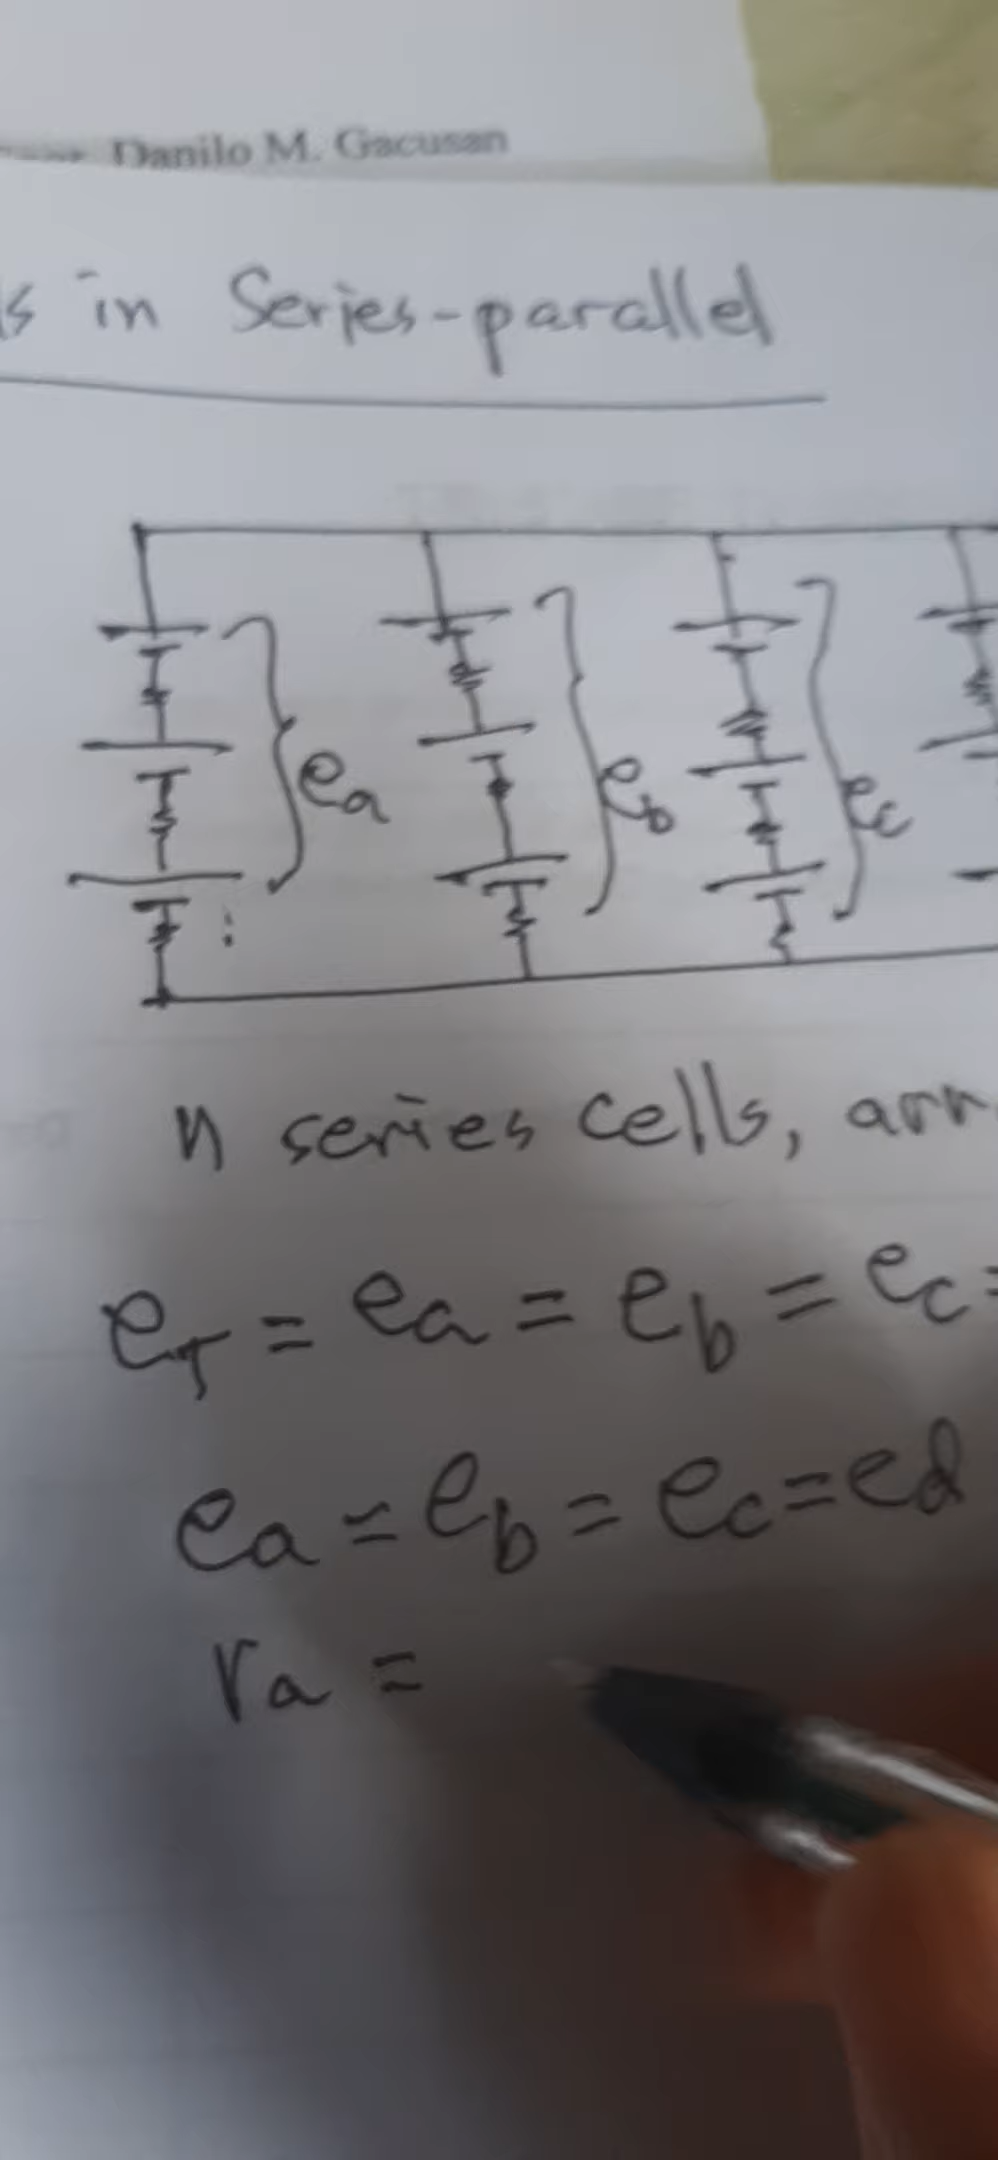 Danilo M. Gacusan
ls in Series-parallel
ea
eb
ec
n series cells, arr
eT = ea = eb = ec =
ea = eb = ec = ed
ra =